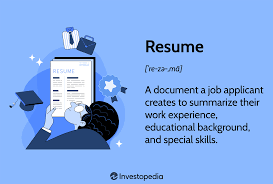 RESUME
Resume
['re-zə-ˌmā]
A document a job applicant
creates to summarize their
work experience,
educational background,
and special skills.
Investopedia